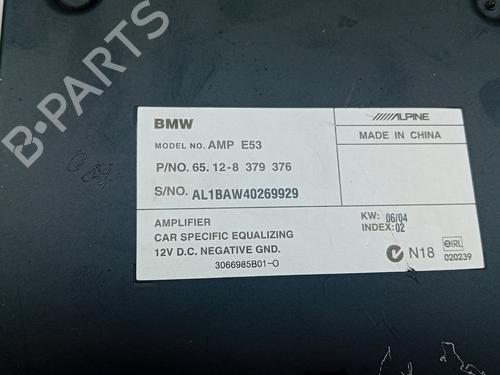 B-PARTS
BMW
ALPINE
MODEL NO. AMP E53
MADE IN CHINA
P/NO. 65. 12-8 379 376
S/NO. AL1BAW40269929
AMPLIFIER
CAR SPECIFIC EQUALIZING
12V D.C. NEGATIVE GND.
3066985B01-O
KW: 06/04
INDEX: 02
N18
eIRL
020239